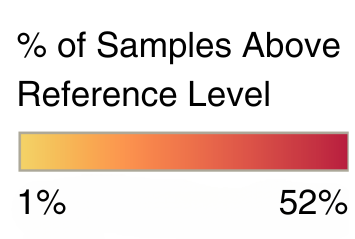 % of Samples Above
Reference Level
1% 52%